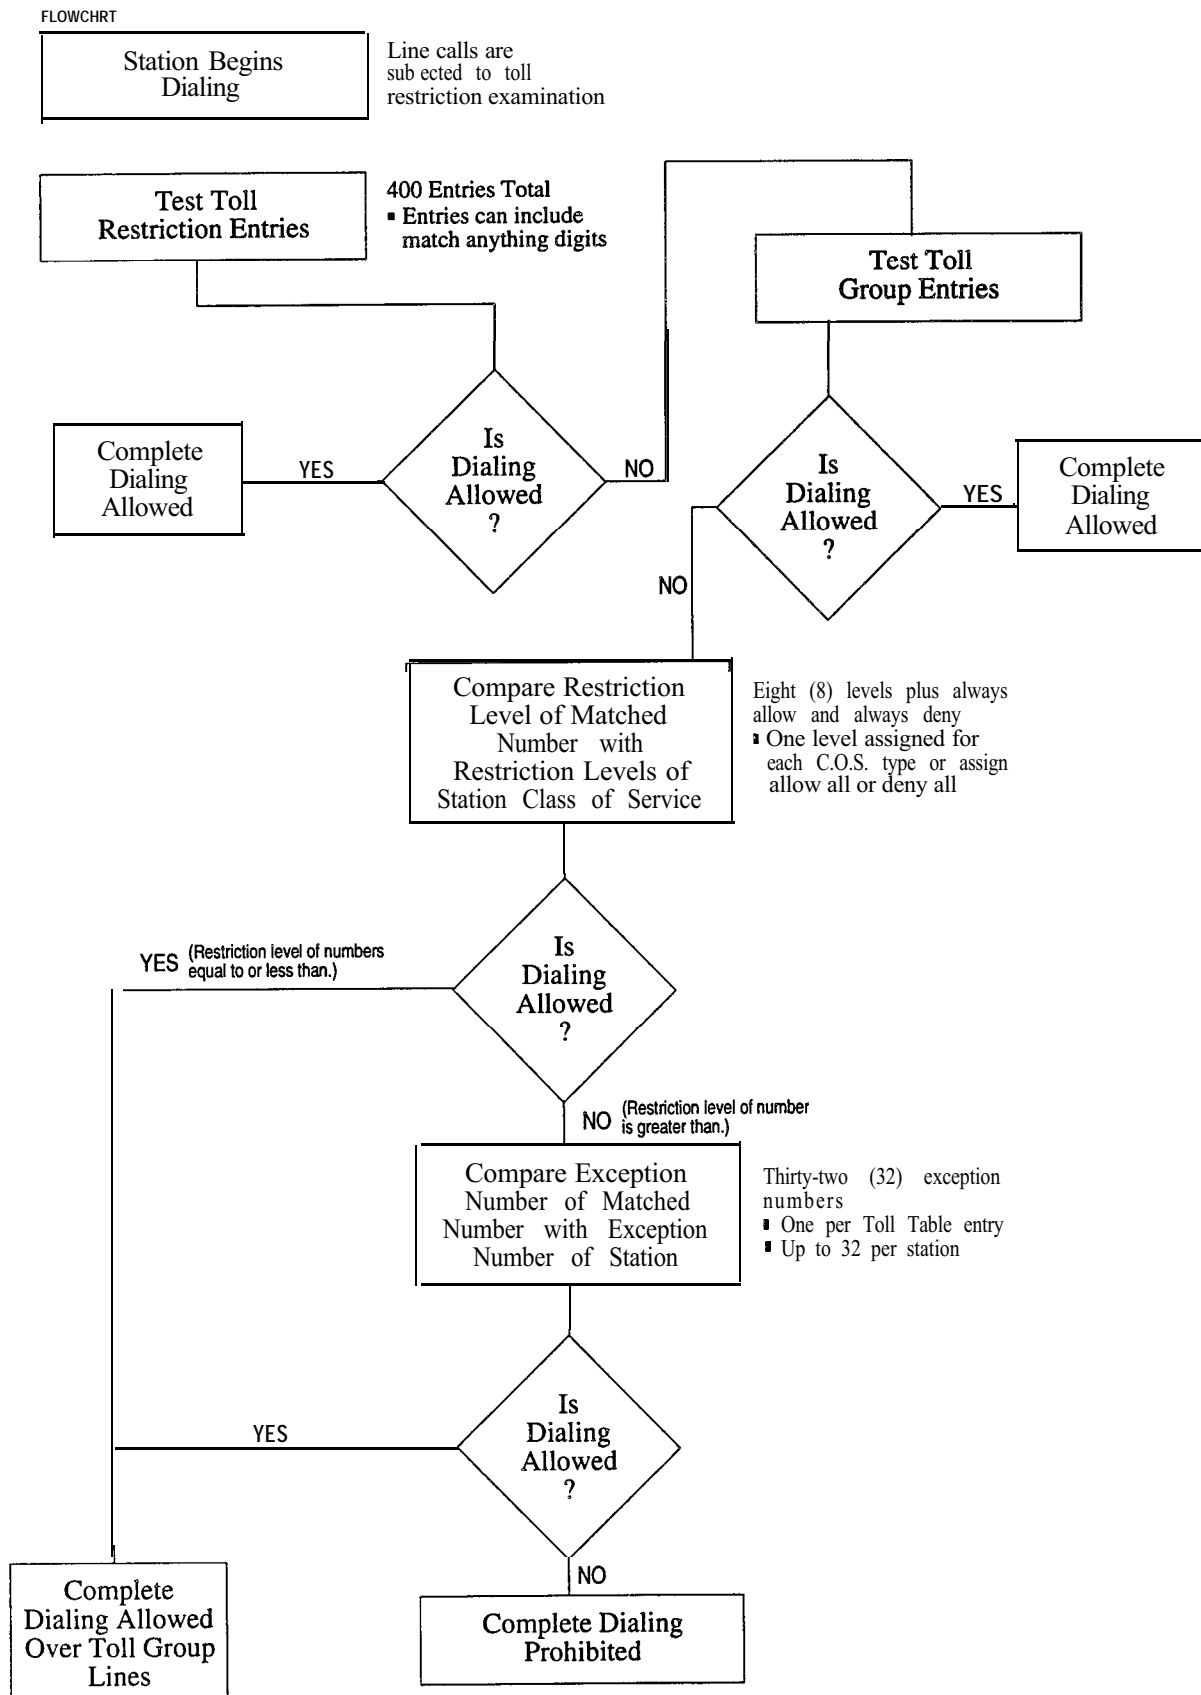 FLOWCHRT
Station Begins
Dialing
Line calls are
sub ected to toll
restriction examination
Test Toll
Restriction Entries
400 Entries Total
▪ Entries can include
match anything digits
Test Toll
Group Entries
Complete
Dialing
Allowed
YES
Is
Dialing
Allowed
?
NO
Is
Dialing
Allowed
?
YES
Complete
Dialing
Allowed
NO
Compare Restriction
Level of Matched
Number with
Restriction Levels of
Station Class of Service
Eight (8) levels plus always
allow and always deny
▪ One level assigned for
each C.O.S. type or assign
allow all or deny all
YES (Restriction level of numbers
equal to or less than.)
Is
Dialing
Allowed
?
NO (Restriction level of number
is greater than.)
Compare Exception
Number of Matched
Number with Exception
Number of Station
Thirty-two (32) exception
numbers
▪ One per Toll Table entry
▪ Up to 32 per station
YES
Is
Dialing
Allowed
?
NO
Complete
Dialing Allowed
Over Toll Group
Lines
Complete Dialing
Prohibited